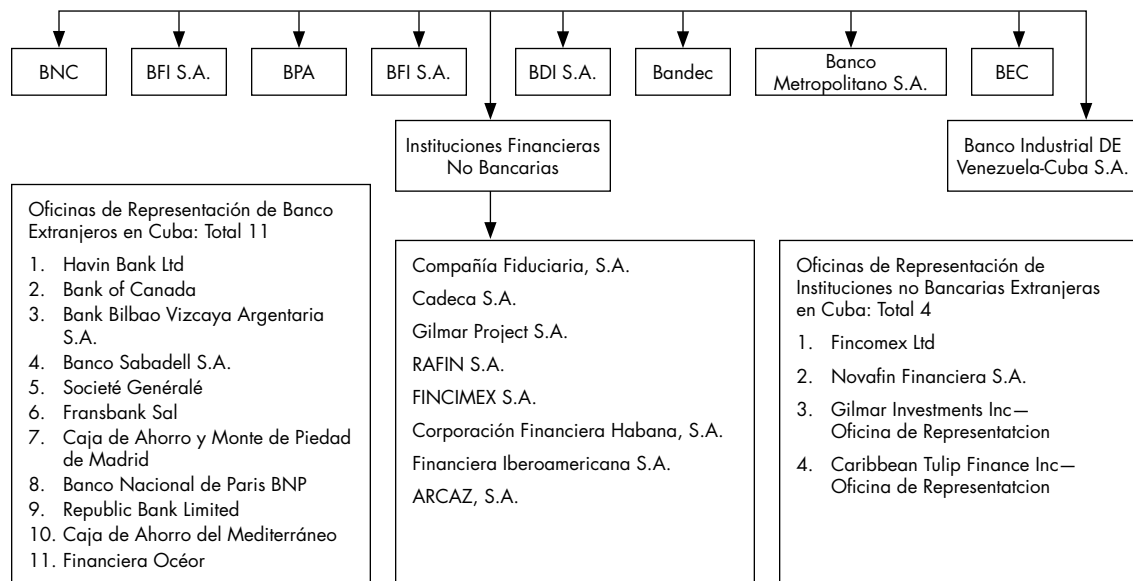 BNC
BFI S.A.
BPA
BFI S.A.
BDI S.A.
Bandec
Banco
Metropolitano S.A.
BEC
Instituciones Financieras
No Bancarias
Banco Industrial DE
Venezuela-Cuba S.A.
Oficinas de Representación de Banco
Extranjeros en Cuba: Total 11
1. Havin Bank Ltd
2. Bank of Canada
3. Bank Bilbao Vizcaya Argentaria
S.A.
4. Banco Sabadell S.A.
5. Societé Genéralé
6. Fransbank Sal
7. Caja de Ahorro y Monte de Piedad
de Madrid
8. Banco Nacional de Paris BNP
9. Republic Bank Limited
10. Caja de Ahorro del Mediterráneo
11. Financiera Océor
Compañía Fiduciaria, S.A.
Cadeca S.A.
Gilmar Project S.A.
RAFIN S.A.
FINCIMEX S.A.
Corporación Financiera Habana, S.A.
Financiera Iberoamericana S.A.
ARCAZ, S.A.
Oficinas de Representación de
Instituciones no Bancarias Extranjeras
en Cuba: Total 4
1. Fincomex Ltd
2. Novafin Financiera S.A.
3. Gilmar Investments Inc—
Oficina de Representatcion
4. Caribbean Tulip Finance Inc—
Oficina de Representatcion